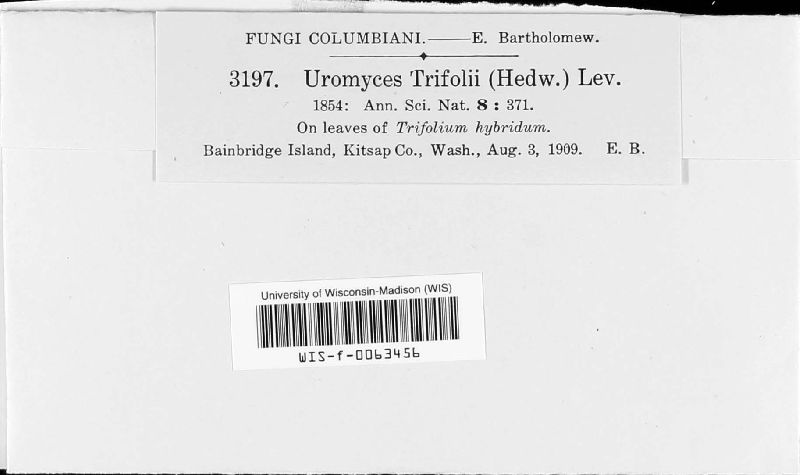 FUNGI COLUMBIANI.——E. Bartholomew.
3197. Uromyces Trifolii (Hedw.) Lev.
1854: Ann. Sci. Nat. 8 : 371.
On leaves of Trifolium hybridum.
Bainbridge Island, Kitsap Co., Wash., Aug. 3, 1909. E. B.
University of Wisconsin-Madison (WIS)
WIS-f-0063456